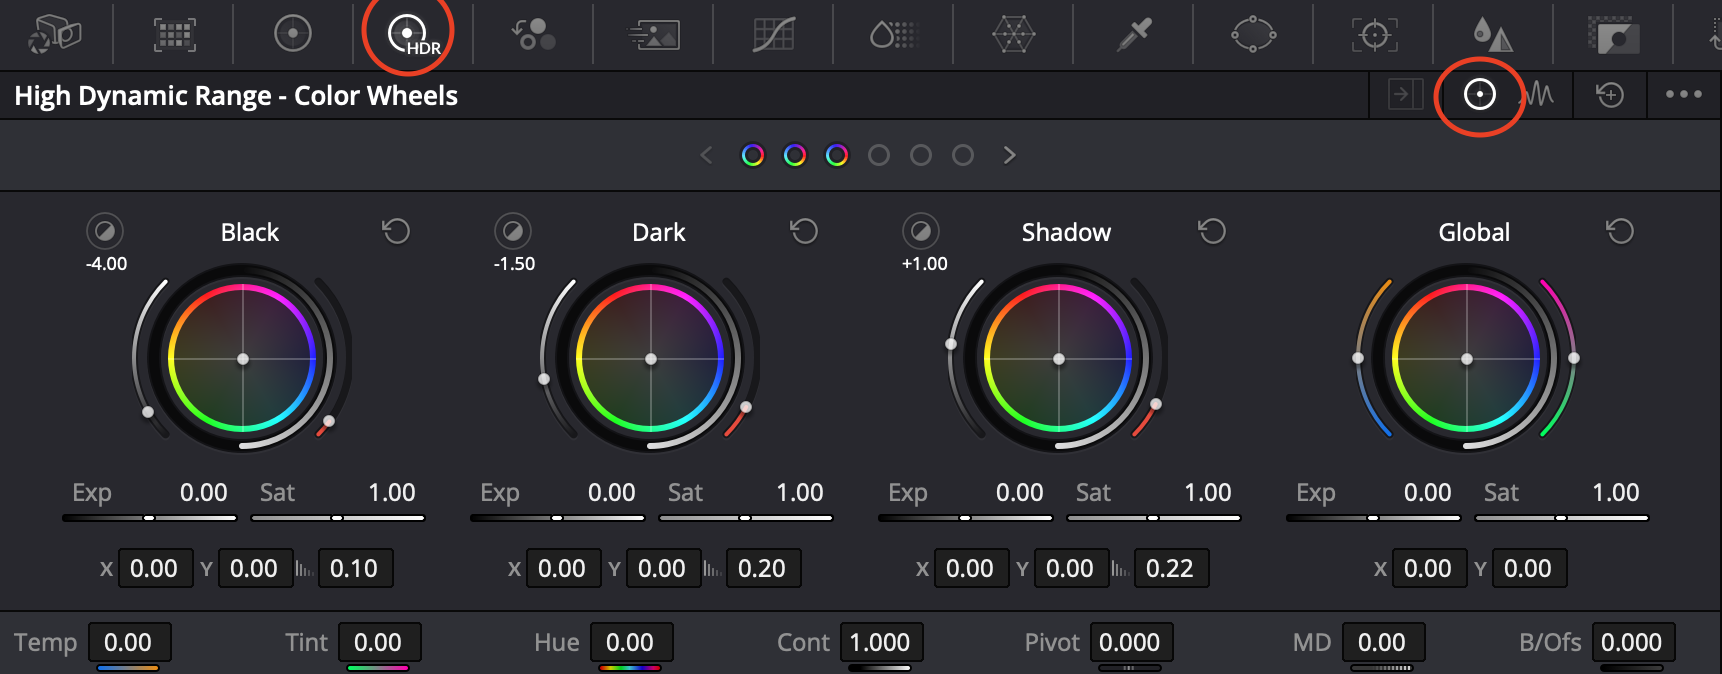 HDR
High Dynamic Range - Color Wheels
Black Dark Shadow Global
-4.00 -1.50 +1.00
Exp 0.00 Sat 1.00 Exp 0.00 Sat 1.00 Exp 0.00 Sat 1.00 Exp 0.00 Sat 1.00
X 0.00 Y 0.00 0.10 X 0.00 Y 0.00 0.20 X 0.00 Y 0.00 0.22 X 0.00 Y 0.00
Temp 0.00 Tint 0.00 Hue 0.00 Cont 1.000 Pivot 0.000 MD 0.00 B/Ofs 0.000